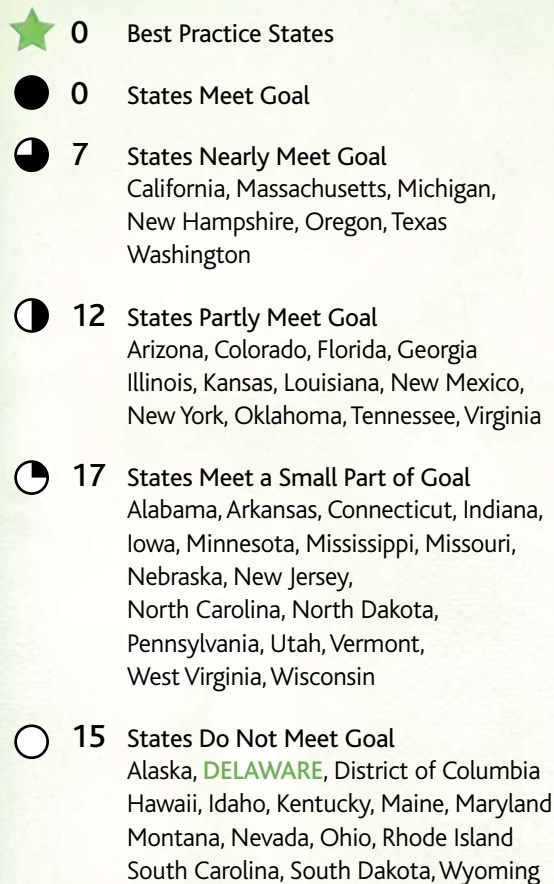 0 Best Practice States
0 States Meet Goal
7 States Nearly Meet Goal
California, Massachusetts, Michigan,
New Hampshire, Oregon, Texas
Washington
12 States Partly Meet Goal
Arizona, Colorado, Florida, Georgia
Illinois, Kansas, Louisiana, New Mexico,
New York, Oklahoma, Tennessee, Virginia
17 States Meet a Small Part of Goal
Alabama, Arkansas, Connecticut, Indiana,
Iowa, Minnesota, Mississippi, Missouri,
Nebraska, New Jersey,
North Carolina, North Dakota,
Pennsylvania, Utah, Vermont,
West Virginia, Wisconsin
15 States Do Not Meet Goal
Alaska, DELAWARE, District of Columbia
Hawaii, Idaho, Kentucky, Maine, Maryland
Montana, Nevada, Ohio, Rhode Island
South Carolina, South Dakota, Wyoming